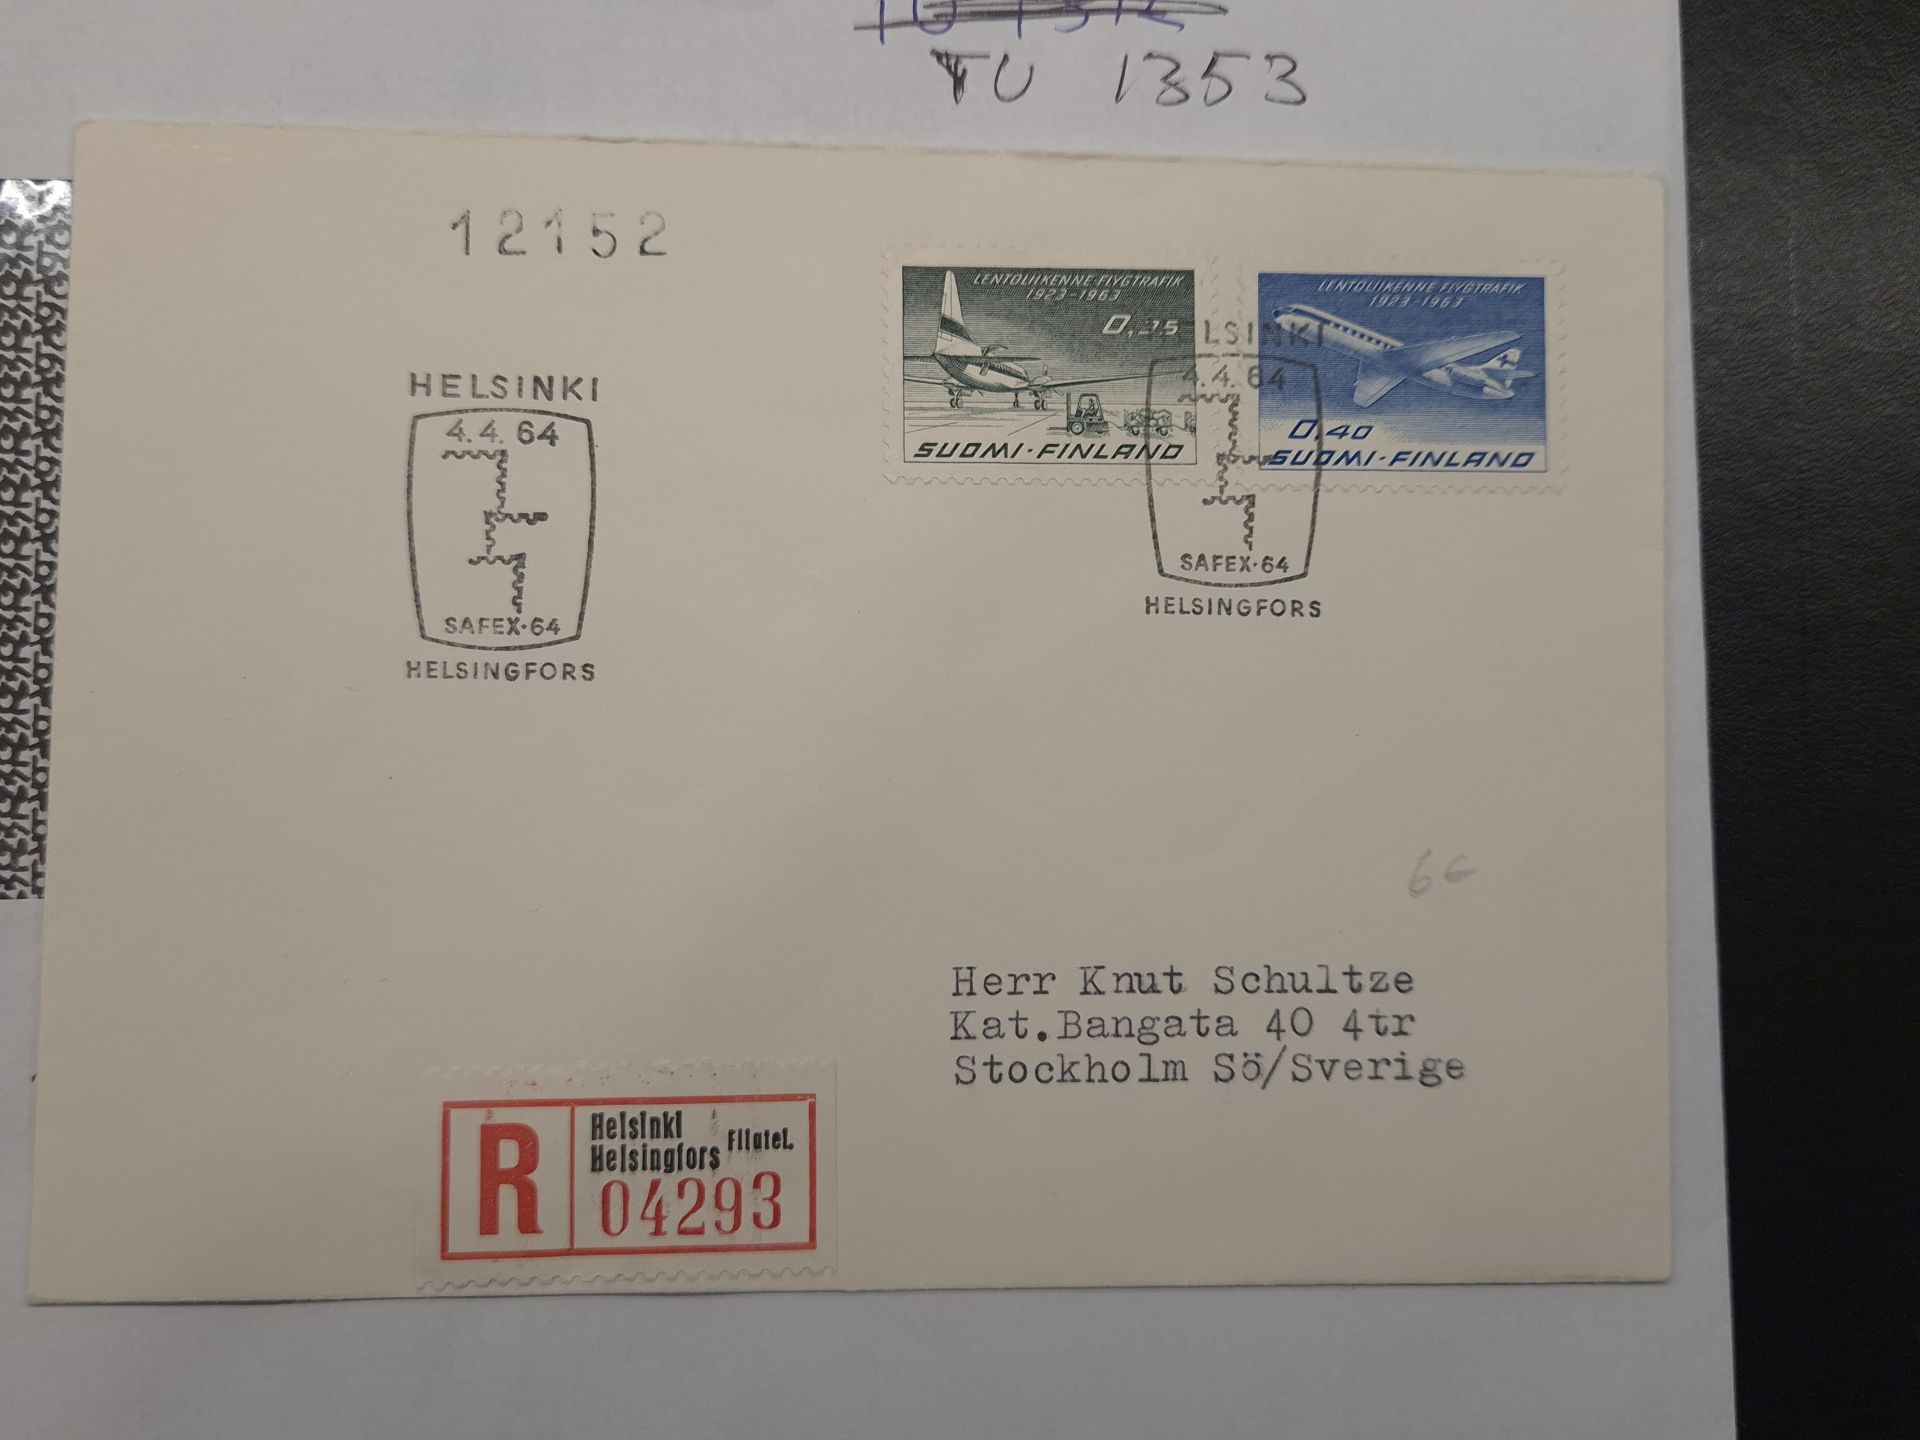 TU 1353
12152
HELSINKI
4.4.64
SAFEX·64
HELSINGFORS
LENTOLIIKENNE FLYGTRAFIK
1923-1963
0,35
SUOMI·FINLAND
LENTOLIIKENNE FLYGTRAFIK
1923-1963
0,40
SUOMI·FINLAND
HELSINKI
4.4.64
SAFEX·64
HELSINGFORS
Herr Knut Schultze
Kat.Bangata 40 4tr
Stockholm Sö/Sverige
R
Helsinki
Helsingfors
Filatel.
04293